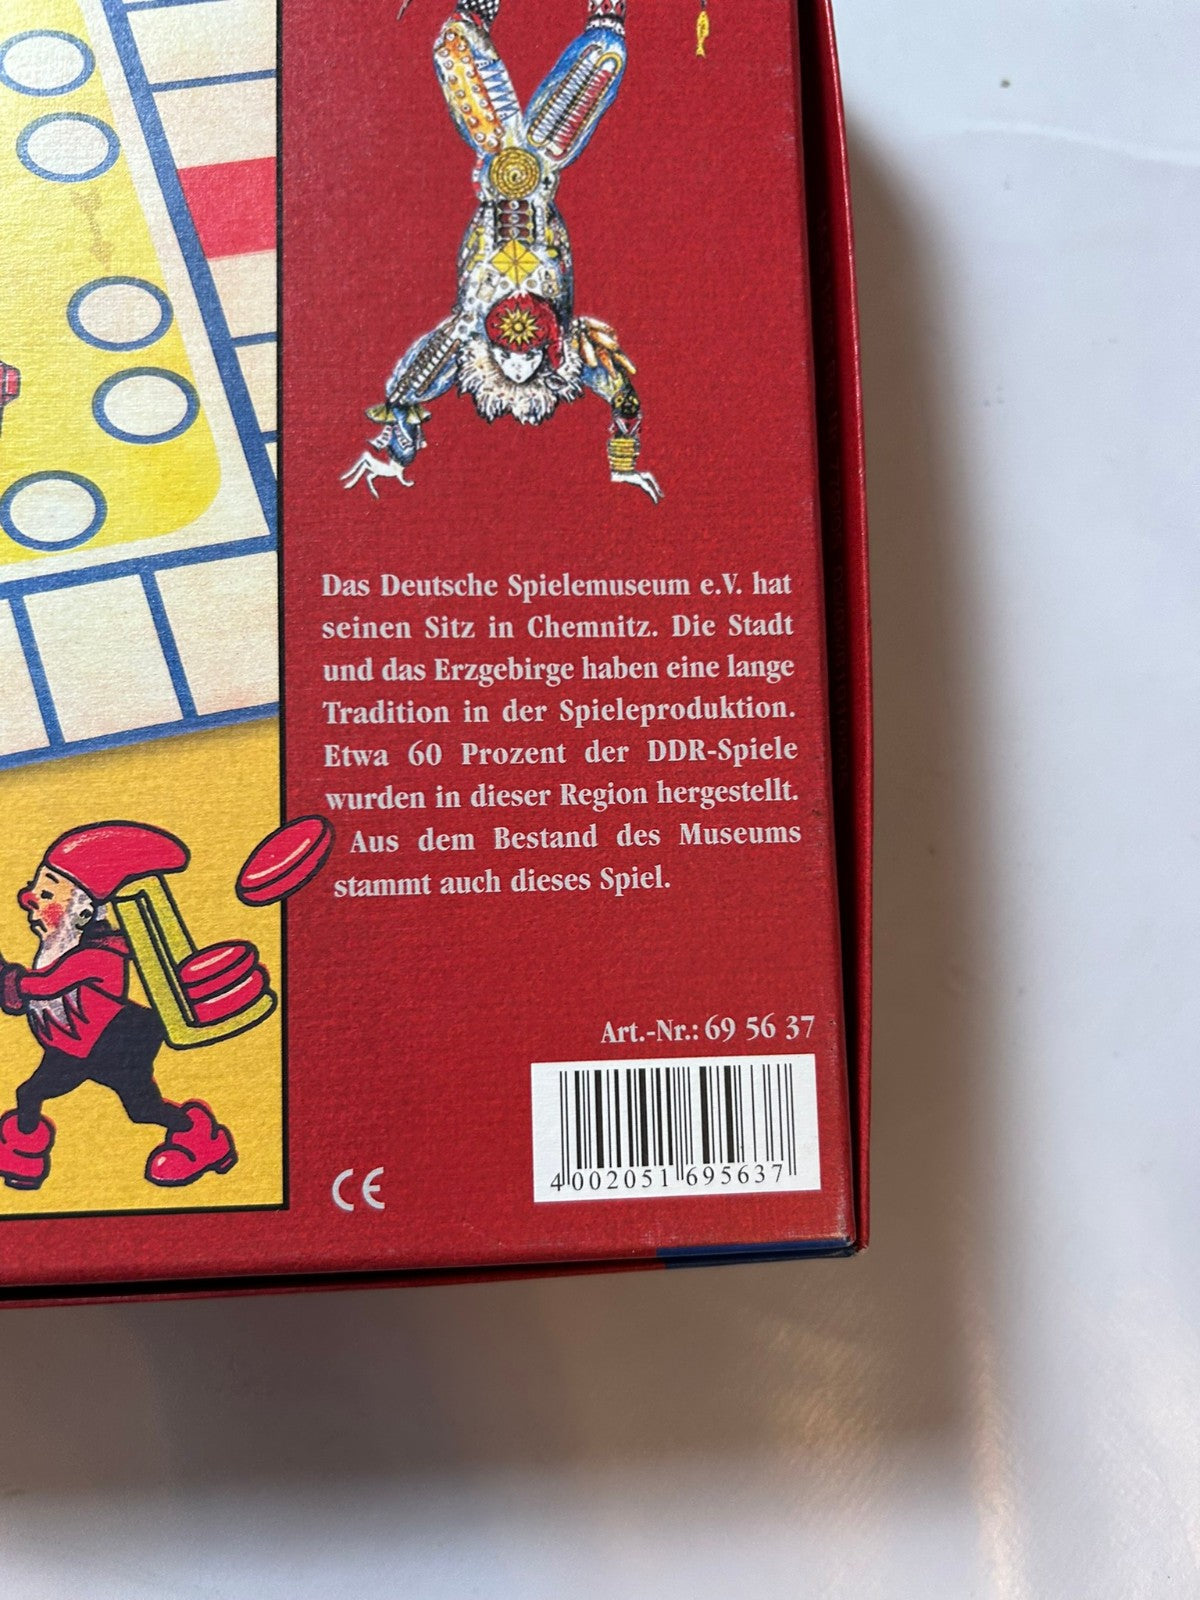 Das Deutsche Spielemuseum e.V. hat
seinen Sitz in Chemnitz. Die Stadt
und das Erzgebirge haben eine lange
Tradition in der Spieleproduktion.
Etwa 60 Prozent der DDR-Spiele
wurden in dieser Region hergestellt.
Aus dem Bestand des Museums
stammt auch dieses Spiel.
Art.-Nr.: 69 56 37
4 002051 695637
CE